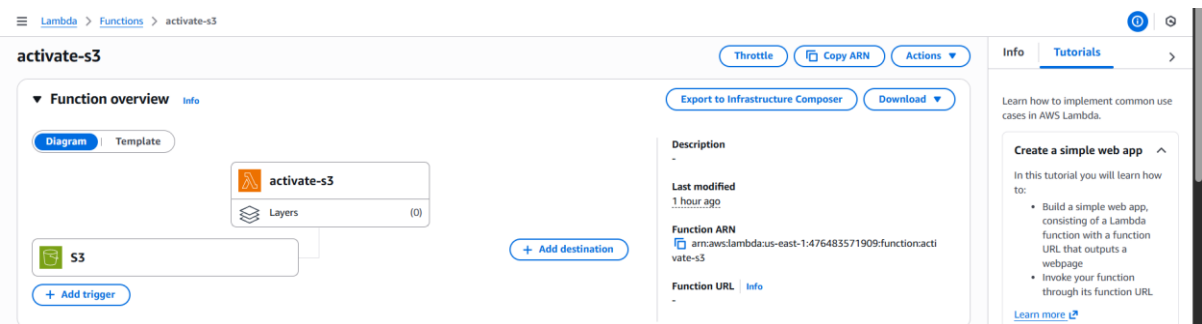 Lambda > Functions > activate-s3
activate-s3
Throttle
Copy ARN
Actions
Function overview Info
Export to Infrastructure Composer
Download
Diagram
Template
activate-s3
Layers (0)
S3
+ Add trigger
+ Add destination
Description
-
Last modified
1 hour ago
Function ARN
arn:aws:lambda:us-east-1:476483571909:function:acti
vate-s3
Function URL Info
-
Info
Tutorials
Learn how to implement common use
cases in AWS Lambda.
Create a simple web app
In this tutorial you will learn how
to:
• Build a simple web app,
consisting of a Lambda
function with a function
URL that outputs a
webpage
• Invoke your function
through its function URL
Learn more